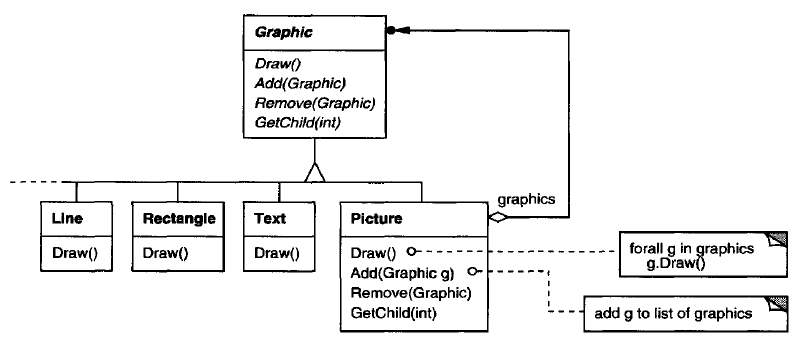 Graphic
Draw()
Add(Graphic)
Remove(Graphic)
GetChild(int)
graphics
Line
Draw()
Rectangle
Draw()
Text
Draw()
Picture
Draw()
Add(Graphic g)
Remove(Graphic)
GetChild(int)
forall g in graphics
g.Draw()
add g to list of graphics